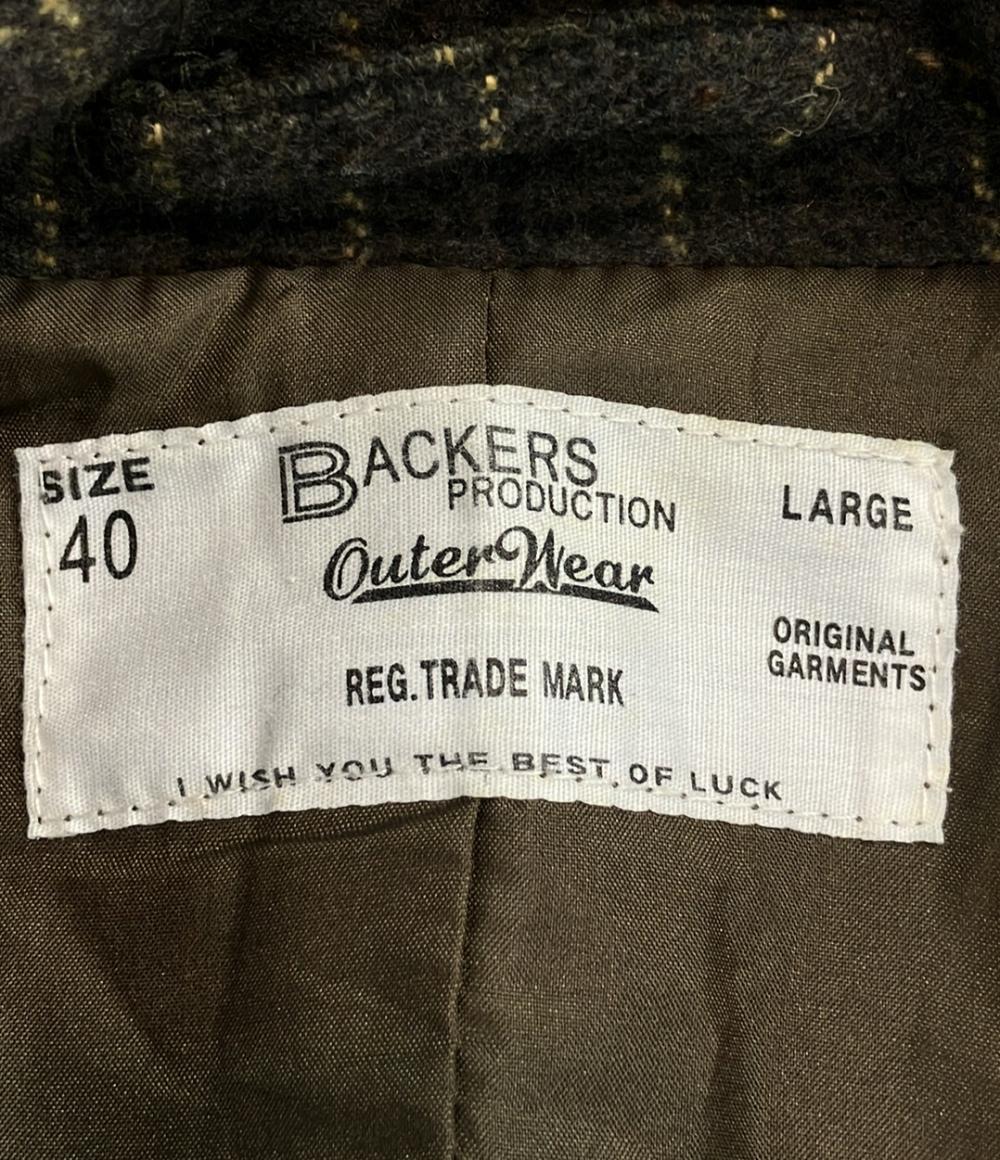 SIZE
40
BACKERS
PRODUCTION
OuterWear
REG.TRADE MARK
LARGE
ORIGINAL
GARMENTS
I WISH YOU THE BEST OF LUCK